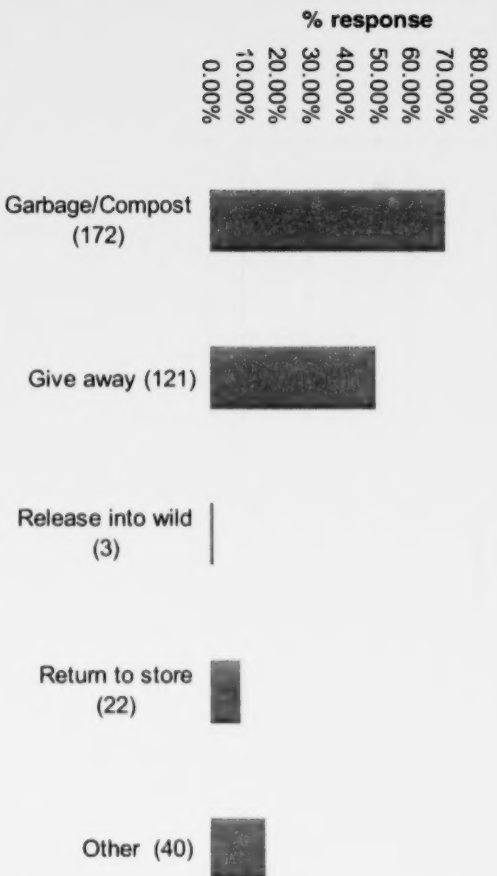 % response
80.00%
70.00%
60.00%
50.00%
40.00%
30.00%
20.00%
10.00%
0.00%
Garbage/Compost
(172)
Give away (121)
Release into wild
(3)
Return to store
(22)
Other (40)